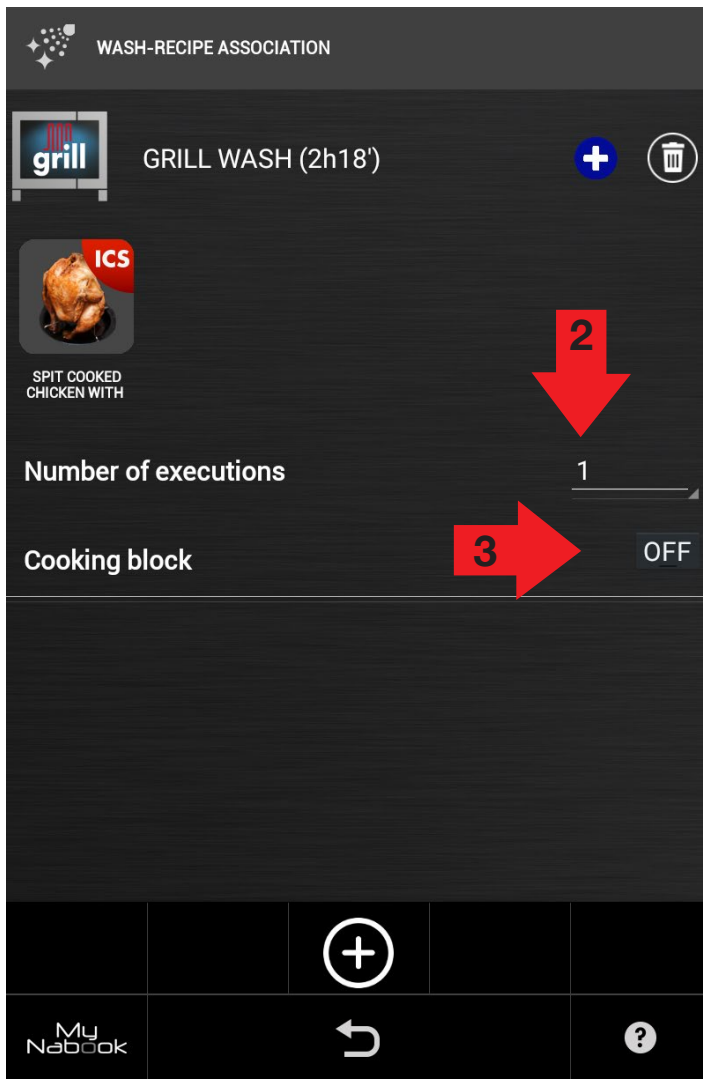 WASH-RECIPE ASSOCIATION
grill
GRILL WASH (2h18')
ICS
SPIT COOKED
CHICKEN WITH
2
Number of executions
1
3
Cooking block
OFF
My
Nabook
?